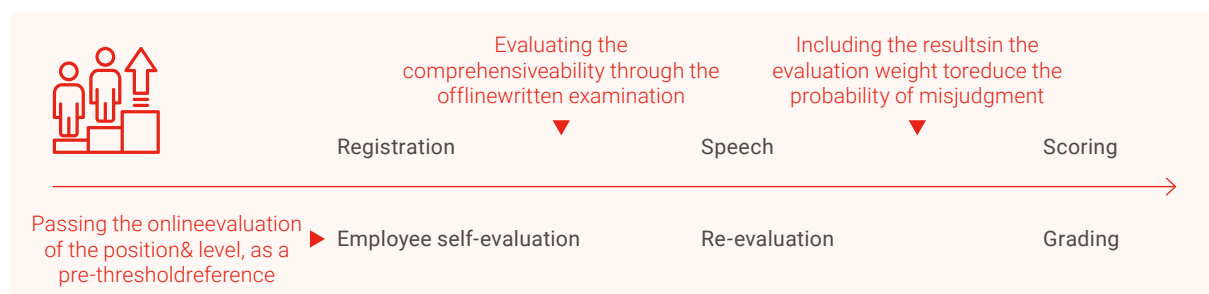 Evaluating the
comprehensiveability through the
offlinewritten examination
Including the resultsin the
evaluation weight toreduce the
probability of misjudgment
Registration
Speech
Scoring
Passing the onlineevaluation
of the position& level, as a
pre-thresholdreference
Employee self-evaluation
Re-evaluation
Grading